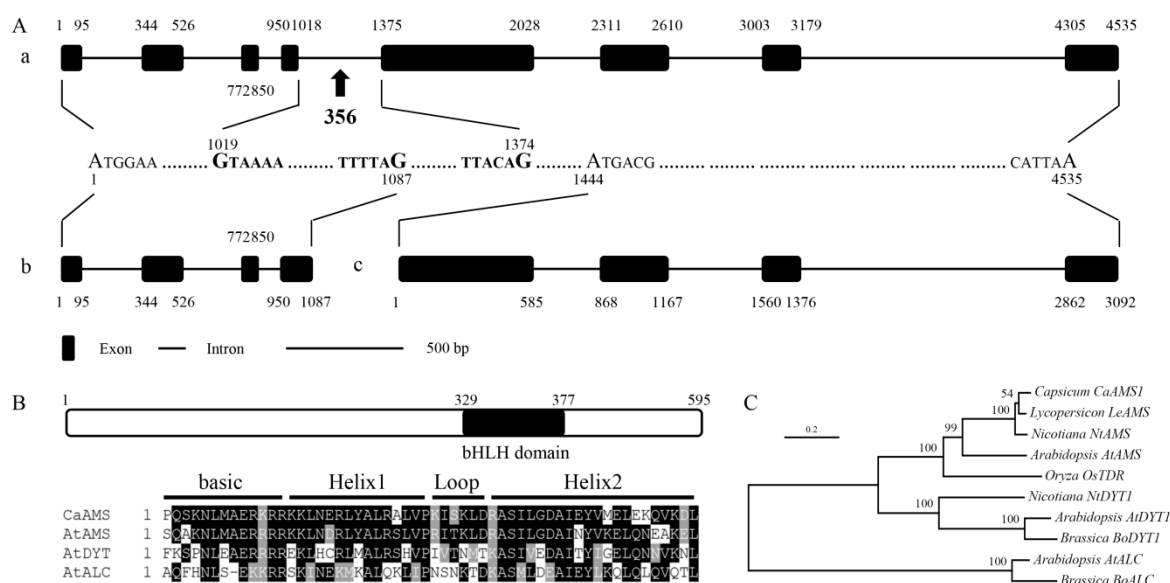 A
1 95 344 526 950 1018 1375 2028 2311 2610 3003 3179 4305 4535
a
772 850
356
1019 1374
ATGGAA ......... GTAAAA ............ TTTTAG ........ TTACAG ......... ATGACG ......... CATTAA
1 1087 1444 4535
772 850
b c
1 95 344 526 950 1087 1 585 868 1167 1560 1376 2862 3092
Exon Intron 500 bp
B
1 329 377 595
bHLH domain
basic Helix1 Loop Helix2
CaAMS 1 PQSKNLMAERKRRKKLNERLYALRALVPKISKLDRASILGDAIEYVMELEKQVKDL
AtAMS 1 SQAKNLMAERRRRKKLNDRLYALRSLVPRITKLDRASILGDAINYVKELQNEAKEL
AtDYT 1 FKSPNLEAERRRREKLHCRLMALRSHVPIVTNMTKASIVEDAITYIGELQNNVKNL
AtALC 1 AQFHNLS-EKKRRSKINEKMKALQKLIPNSNKTDKASMLDEAIEYLKQLQLQVQTL
C
0.2
54
100
99
100
100
100
100
Capsicum CaAMS1
Lycopersicon LeAMS
Nicotiana NtAMS
Arabidopsis AtAMS
Oryza OsTDR
Nicotiana NtDYT1
Arabidopsis AtDYT1
Brassica BoDYT1
Arabidopsis AtALC
Brassica BoALC